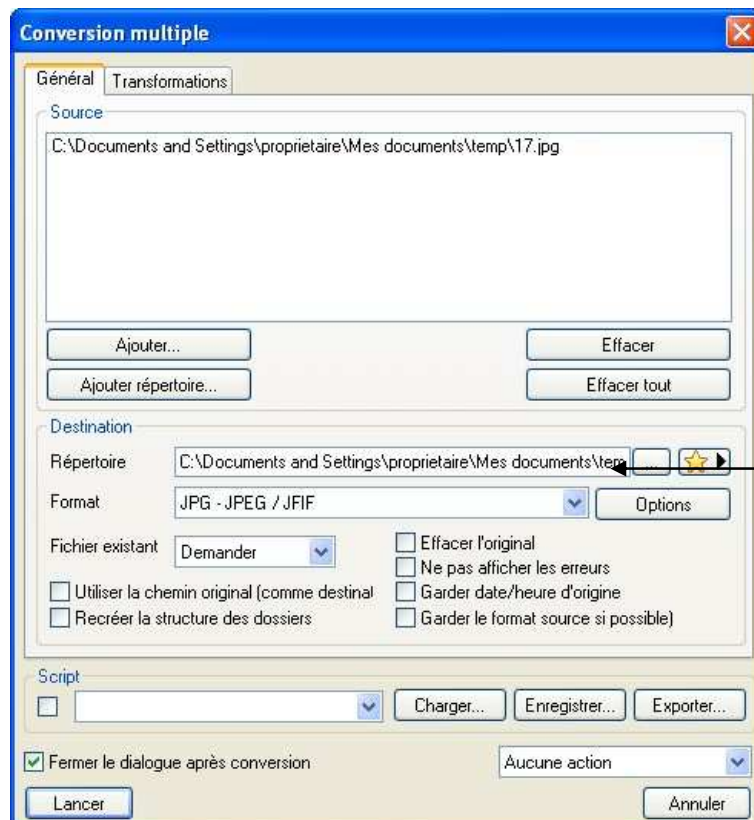 Conversion multiple
Général Transformations
Source
C:\Documents and Settings\proprietaire\Mes documents\temp\17.jpg
Ajouter... Effacer
Ajouter répertoire... Effacer tout
Destination
Répertoire C:\Documents and Settings\proprietaire\Mes documents\tem ...
Format JPG - JPEG / JFIF Options
Fichier existant Demander Effacer l'original
Ne pas afficher les erreurs
Utiliser la chemin original (comme destinal Garder date/heure d'origine
Recréer la structure des dossiers Garder le format source si possible)
Script
Charger... Enregistrer... Exporter...
Fermer le dialogue après conversion Aucune action
Lancer Annuler